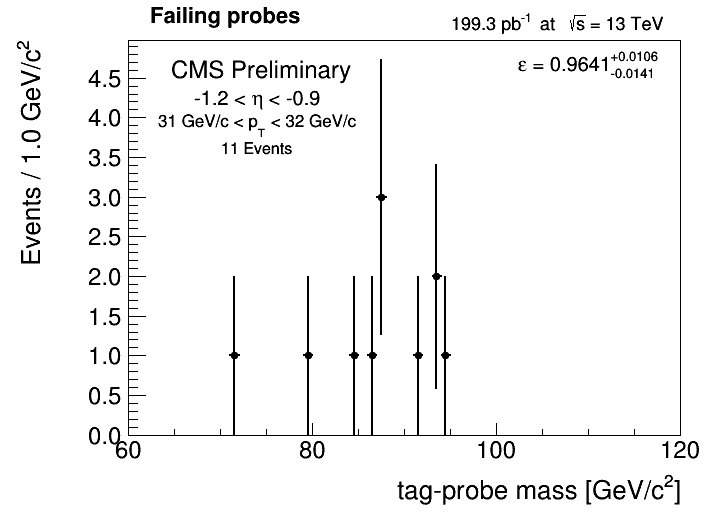 Failing probes
199.3 pb⁻¹ at √s = 13 TeV
CMS Preliminary
-1.2 < η < -0.9
31 GeV/c < p_T < 32 GeV/c
11 Events
ε = 0.9641 +0.0106 -0.0141
Events / 1.0 GeV/c²
4.5
4.0
3.5
3.0
2.5
2.0
1.5
1.0
0.5
0.0
60 80 100 120
tag-probe mass [GeV/c²]